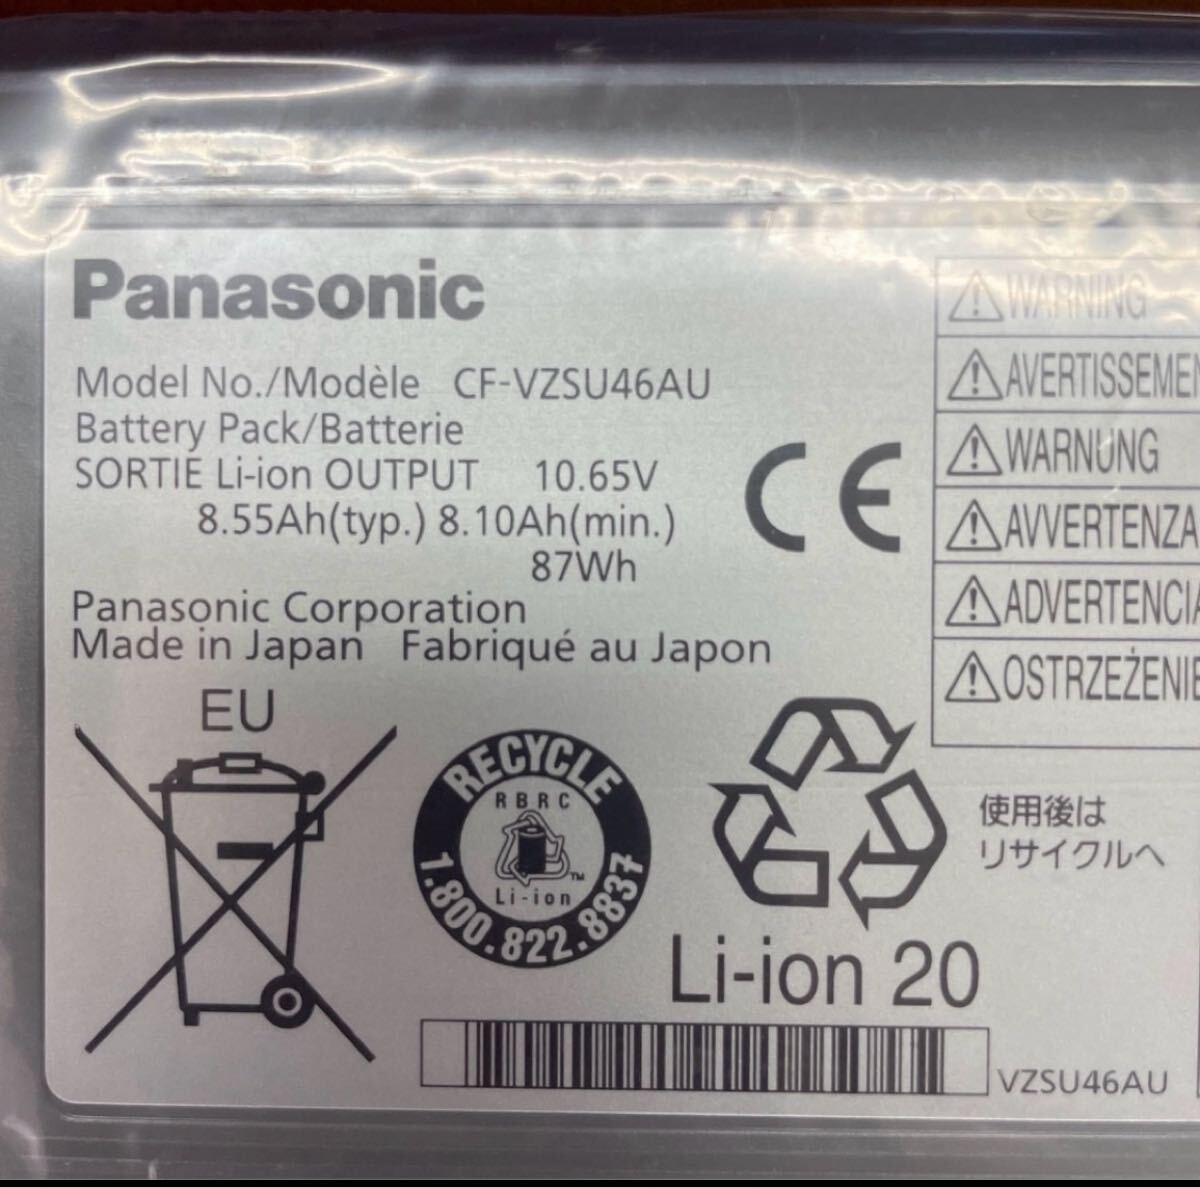 Panasonic
Model No./Modèle CF-VZSU46AU
Battery Pack/Batterie
SORTIE Li-ion OUTPUT 10.65V
8.55Ah(typ.) 8.10Ah(min.)
87Wh
Panasonic Corporation
Made in Japan Fabriqué au Japon
WARNING
AVERTISSEMEN
WARNUNG
AVVERTENZA
ADVERTENCIA
OSTRZEŻENIE
EU
RECYCLE
RBRC
Li-ion
TM
1.800.822.8837
使用後は
リサイクルへ
Li-ion 20
VZSU46AU